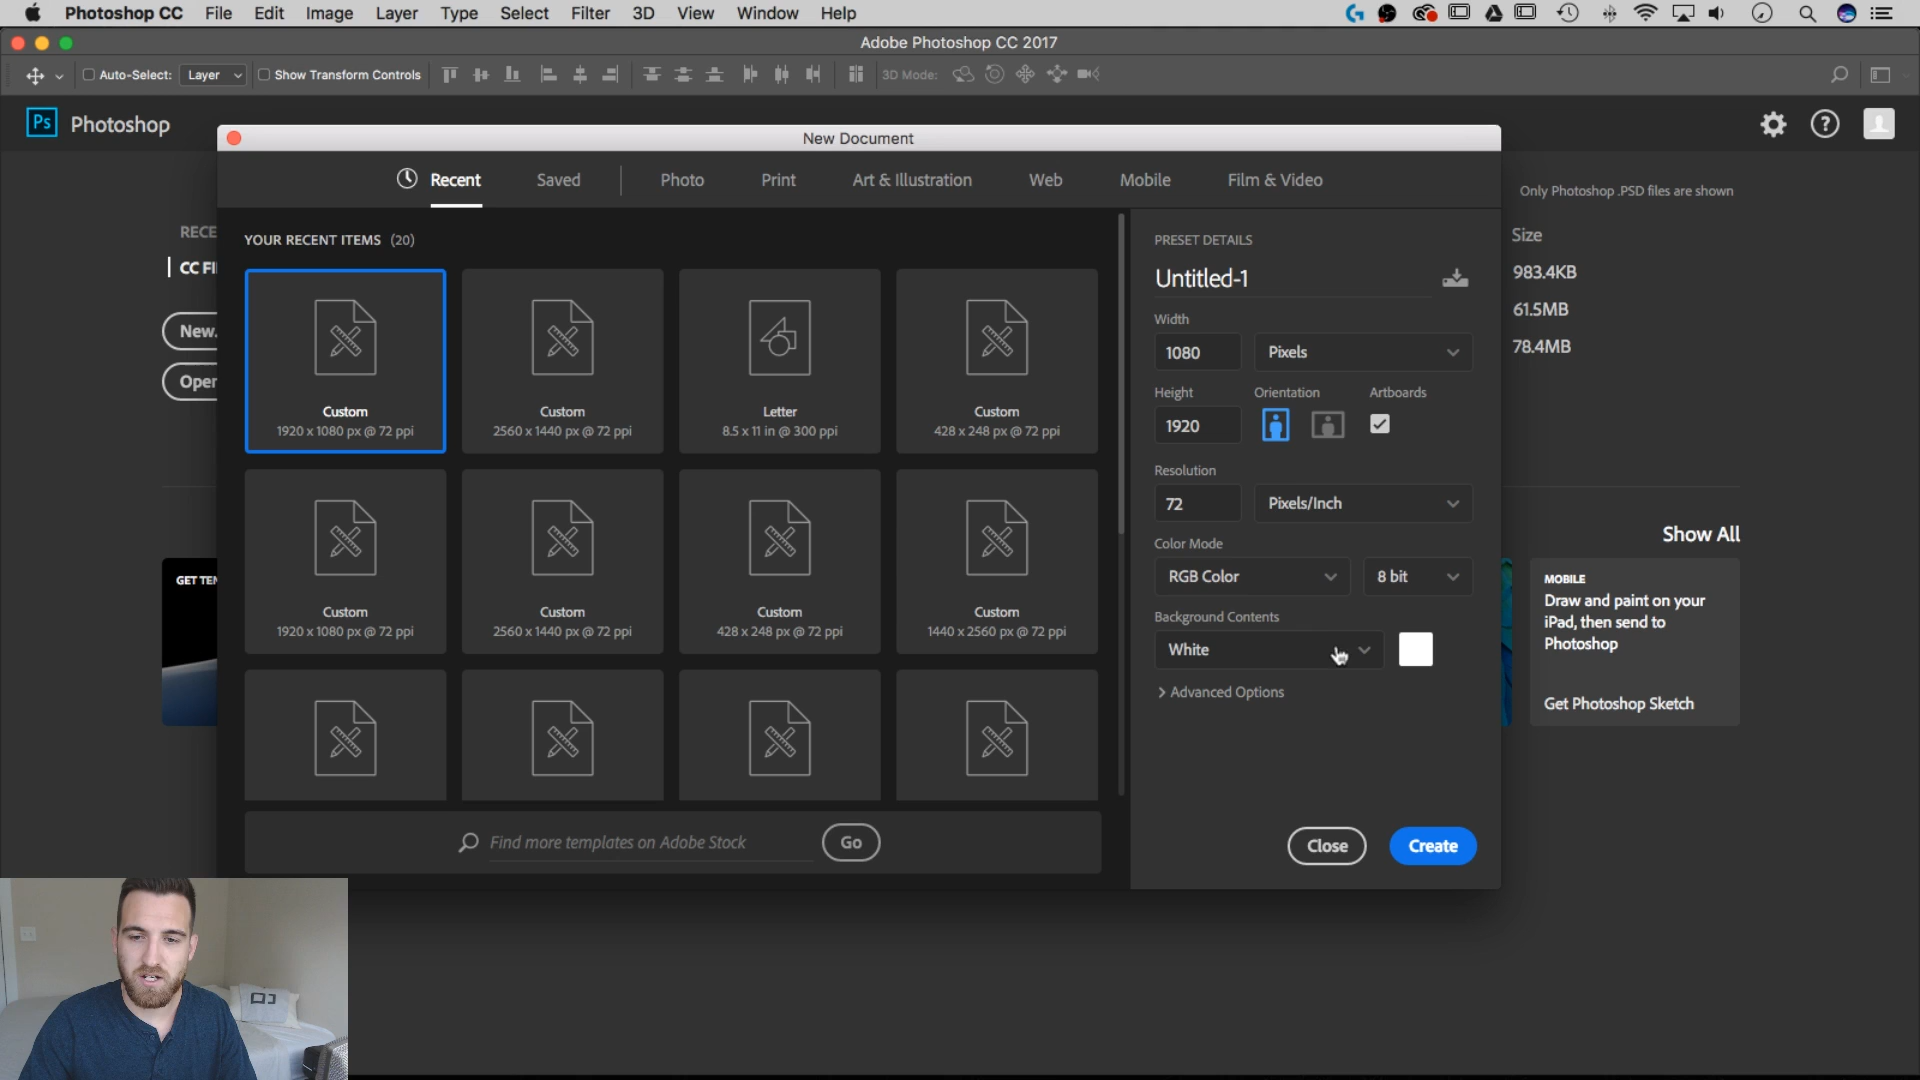 Photoshop CC File Edit Image Layer Type Select Filter 3D View Window Help
Adobe Photoshop CC 2017
Auto-Select: Layer Show Transform Controls 3D Mode:
Ps Photoshop
New Document
Recent Saved Photo Print Art & Illustration Web Mobile Film & Video
Only Photoshop .PSD files are shown
RECE
CC FI
New.
Open
YOUR RECENT ITEMS (20)
Custom
1920 x 1080 px @ 72 ppi
Custom
2560 x 1440 px @ 72 ppi
Letter
8.5 x 11 in @ 300 ppi
Custom
428 x 248 px @ 72 ppi
Custom
1920 x 1080 px @ 72 ppi
Custom
2560 x 1440 px @ 72 ppi
Custom
428 x 248 px @ 72 ppi
Custom
1440 x 2560 px @ 72 ppi
Find more templates on Adobe Stock
Go
PRESET DETAILS
Untitled-1
Width
1080 Pixels
Height Orientation Artboards
1920
Resolution
72 Pixels/Inch
Color Mode
RGB Color 8 bit
Background Contents
White
Advanced Options
Close Create
Size
983.4KB
61.5MB
78.4MB
Show All
GET TEM
MOBILE
Draw and paint on your
iPad, then send to
Photoshop
Get Photoshop Sketch